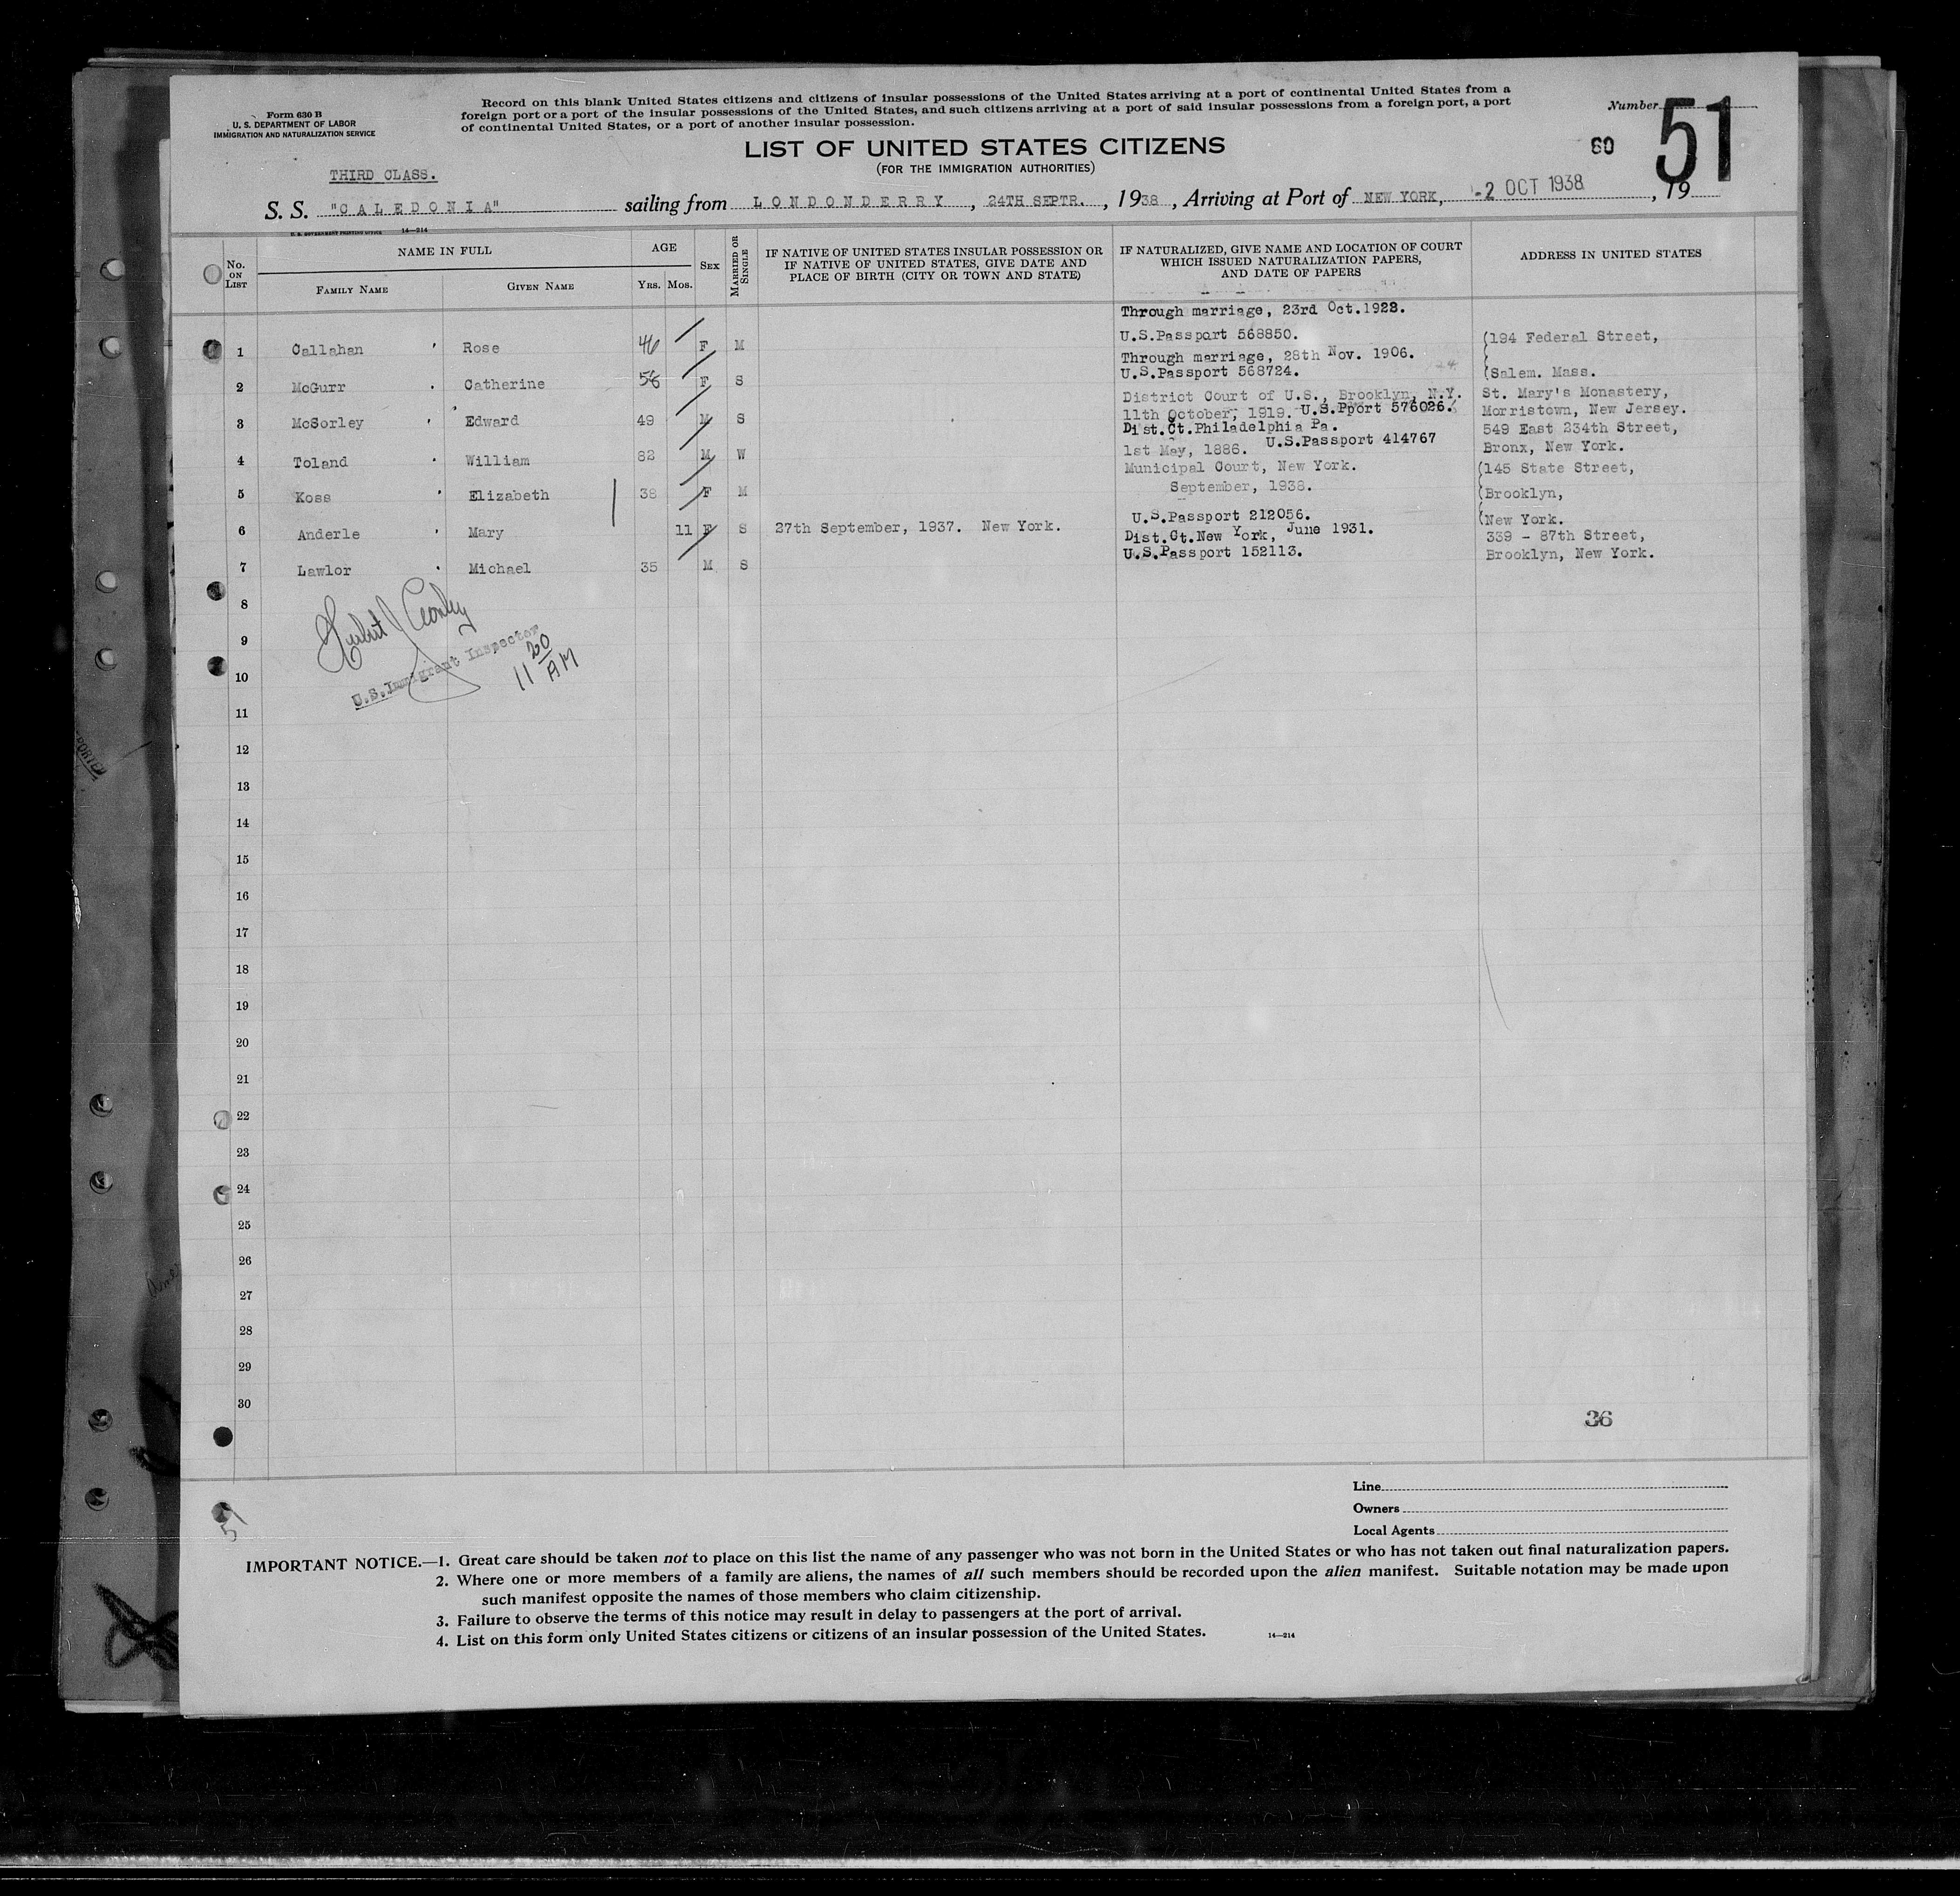 Form 630 B
U. S. DEPARTMENT OF LABOR
IMMIGRATION AND NATURALIZATION SERVICE
Record on this blank United States citizens and citizens of insular possessions of the United States arriving at a port of continental United States from a
foreign port or a port of the insular possessions of the United States, and such citizens arriving at a port of said insular possessions from a foreign port, a port
of continental United States, or a port of another insular possession.
Number
60 51
LIST OF UNITED STATES CITIZENS
(FOR THE IMMIGRATION AUTHORITIES)
THIRD CLASS.
S. S. "CALEDONIA" sailing from LONDONDERRY, 24TH SEPTR., 1938, Arriving at Port of NEW YORK, -2 OCT 1938, 19
U. S. GOVERNMENT PRINTING OFFICE 14—214
No. ON LIST
NAME IN FULL
FAMILY NAME GIVEN NAME
AGE
YRS. MOS.
SEX
MARRIED OR SINGLE
IF NATIVE OF UNITED STATES INSULAR POSSESSION OR
IF NATIVE OF UNITED STATES, GIVE DATE AND
PLACE OF BIRTH (CITY OR TOWN AND STATE)
IF NATURALIZED, GIVE NAME AND LOCATION OF COURT
WHICH ISSUED NATURALIZATION PAPERS,
AND DATE OF PAPERS
ADDRESS IN UNITED STATES
Through marriage, 23rd Oct.1928.
U.S.Passport 568850. (194 Federal Street,
1 Callahan Rose 46 F M
Through marriage, 28th Nov. 1906.
U.S.Passport 568724. (Salem. Mass.
2 McGurr Catherine F S
District Court of U.S., Brooklyn, N.Y. St. Mary's Monastery,
11th October, 1919. U.S.Pport 576026. Morristown, New Jersey.
3 McSorley Edward 49 M S
Dist.Ct.Philadelphia Pa. 549 East 234th Street,
1st May, 1886. U.S.Passport 414767 Bronx, New York.
4 Toland William 82 M W
Municipal Court, New York. (145 State Street,
September, 1938. (Brooklyn,
5 Koss Elizabeth 38 F M
U.S.Passport 212056. (New York.
6 Anderle Mary 11 F S 27th September, 1937. New York.
Dist.Ct.New York, June 1931. 339 - 87th Street,
U.S.Passport 152113. Brooklyn, New York.
7 Lawlor Michael 35 M S
8
9
U.S.Immigrant Inspector
11 20 AM
10
11
12
13
14
15
16
17
18
19
20
21
22
23
24
25
26
27
28
29
30
36
Line
Owners
Local Agents
IMPORTANT NOTICE.—1. Great care should be taken not to place on this list the name of any passenger who was not born in the United States or who has not taken out final naturalization papers.
2. Where one or more members of a family are aliens, the names of all such members should be recorded upon the alien manifest. Suitable notation may be made upon
such manifest opposite the names of those members who claim citizenship.
3. Failure to observe the terms of this notice may result in delay to passengers at the port of arrival.
4. List on this form only United States citizens or citizens of an insular possession of the United States. 14—214